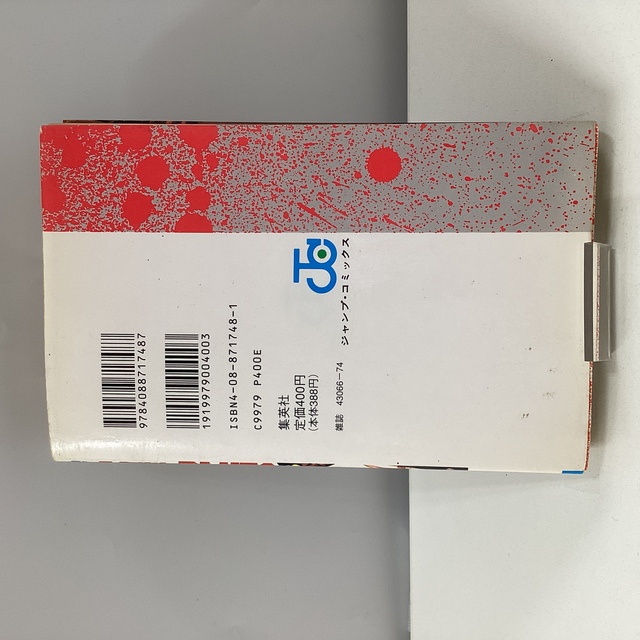 9784088717487
1919979004003
ISBN4-08-871748-1
C9979 P400E
集英社
定価400円
(本体388円)
雑誌 43066-74
ジャンプ・コミックス